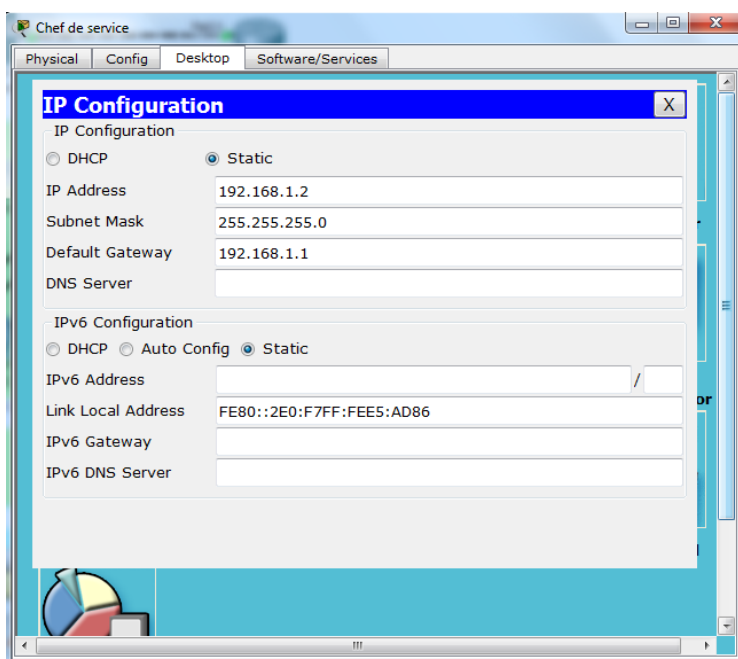 Chef de service
Physical Config Desktop Software/Services
IP Configuration X
IP Configuration
DHCP Static
IP Address 192.168.1.2
Subnet Mask 255.255.255.0
Default Gateway 192.168.1.1
DNS Server
IPv6 Configuration
DHCP Auto Config Static
IPv6 Address /
Link Local Address FE80::2E0:F7FF:FEE5:AD86
IPv6 Gateway
IPv6 DNS Server
or